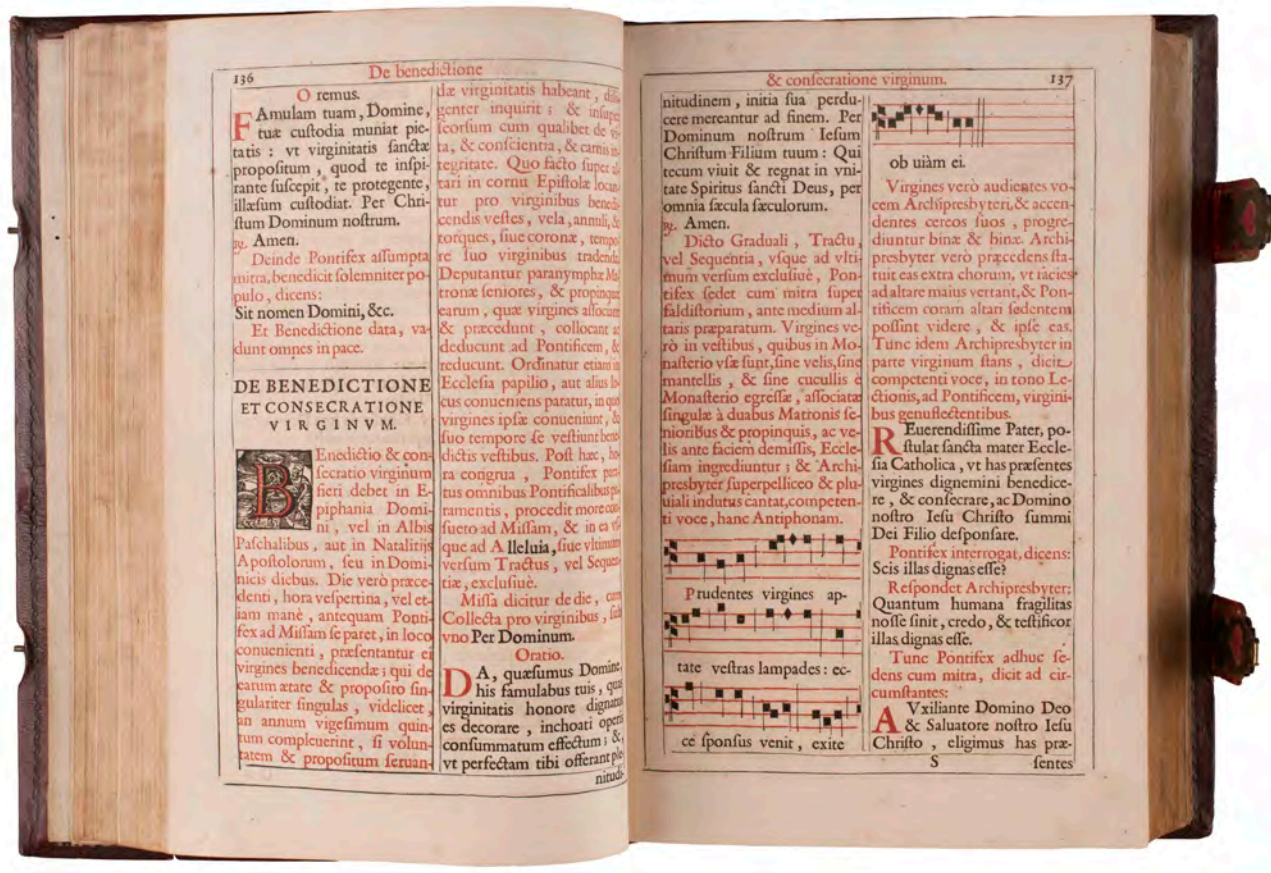 136
De benedictione
O remus.
FAmulam tuam, Domine,
tuæ cuſtodia muniat pie-
tatis : vt virginitatis ſanctæ
propoſitum , quod te inſpi-
rante ſuſcepit , te protegente,
illæſum cuſtodiat. Per Chri-
ſtum Dominum noſtrum.
℟. Amen.
Deinde Pontifex aſſumpta
mitra, benedicit ſolemniter po-
pulo , dicens:
Sit nomen Domini, &c.
Et Benedictione data, va-
dunt omnes in pace.
DE BENEDICTIONE
ET CONSECRATIONE
VIRGINVM.
BEnedictio & con-
ſecratio virginum
fieri debet in E-
piphania Domi-
ni , vel in Albis
Paſchalibus , aut in Natalitijs
Apoſtolorum , ſeu in Domi-
nicis diebus. Die verò præce-
denti , hora veſpertina , vel et-
iam manè , antequam Ponti-
fex ad Miſſam ſe paret, in loco
conuenienti , præſentantur ei
virgines benedicendæ ; qui de
earum ætate & propoſito ſin-
gulariter ſingulas , videlicet ,
an annum vigeſimum quin-
tum compleuerint , ſi volun-
tatem & propoſitum ſeruan-
dæ virginitatis habeant , dili-
genter inquirit ; & inſuper
ſeorſum cum qualibet de vi-
ta, & conſcientia, & carnis in-
tegritate. Quo facto ſuper al-
tari in cornu Epiſtolæ locan-
tur pro virginibus benedi-
cendis veſtes, vela , annuli, &
torques , ſiue coronæ , tempo-
re ſuo virginibus tradenda.
Deputantur paranymphæ Ma-
tronæ ſeniores , & propinquæ
earum , quæ virgines aſſocient
& præcedunt , collocant ac
deducunt ad Pontificem, &
reducunt. Ordinatur etiam in
Eccleſia papilio, aut alius lo-
cus conueniens paratur, in quo
virgines ipſæ conueniunt , &
ſuo tempore ſe veſtiunt bene-
dictis veſtibus. Poſt hæc, ho-
ra congrua , Pontifex para-
tus omnibus Pontificalibus pa-
ramentis , procedit more con-
ſueto ad Miſſam, & in ea vſ-
que ad Alleluia, ſiue vltimum
verſum Tractus , vel Sequen-
tiæ, excluſiuè.
Miſſa dicitur de die , cum
Collecta pro virginibus , ſub
vno Per Dominum.
Oratio.
DA, quæſumus Domine,
his famulabus tuis , quas
virginitatis honore dignatus
es decorare , inchoati operis
conſummatum effectum ; &,
vt perfectam tibi offerant ple-
nitudi-
& conſecratione virginum.
137
nitudinem , initia ſua perdu-
cere mereantur ad finem. Per
Dominum noſtrum Ieſum
Chriſtum Filium tuum : Qui
tecum viuit & regnat in vni-
tate Spiritus ſancti Deus, per
omnia ſæcula ſæculorum.
℟. Amen.
Dicto Graduali , Tractu,
vel Sequentia , vſque ad vlti-
mum verſum excluſiuè , Pon-
tifex ſedet cum mitra ſuper
faldiſtorium , ante medium al-
taris præparatum. Virgines ve-
rò in veſtibus , quibus in Mo-
naſterio vſæ ſunt, ſine velis, ſine
mantellis , & ſine cucullis è
Monaſterio egreſſæ , aſſociatæ
ſingulæ à duabus Matronis ſe-
nioribus & propinquis, ac ve-
lis ante faciem demiſſis, Eccle-
ſiam ingrediuntur ; & Archi-
presbyter ſuperpelliceo & plu-
uiali indutus cantat, competen-
ti voce , hanc Antiphonam.
Prudentes virgines ap-
tate veſtras lampades : ec-
ce ſponſus venit , exite
ob uiàm ei.
Virgines verò audientes vo-
cem Archipresbyteri, & accen-
dentes cereos ſuos , progre-
diuntur binæ & binæ. Archi-
presbyter verò præcedens ſta-
tuit eas extra chorum, vt facies
ad altare maius vertant, & Pon-
tificem coram altari ſedentem
poſſint videre , & ipſe eas.
Tunc idem Archipresbyter in
parte virginum ſtans , dicit
competenti voce, in tono Le-
ctionis, ad Pontificem, virgini-
bus genuflectentibus.
REuerendiſſime Pater, po-
ſtulat ſancta mater Eccle-
ſia Catholica , vt has præſentes
virgines dignemini benedice-
re , & conſecrare, ac Domino
noſtro Ieſu Chriſto ſummi
Dei Filio deſponſare.
Pontifex interrogat, dicens:
Scis illas dignas eſſe?
Reſpondet Archipresbyter:
Quantum humana fragilitas
noſſe ſinit , credo , & teſtificor
illas dignas eſſe.
Tunc Pontifex adhuc ſe-
dens cum mitra , dicit ad cir-
cumſtantes:
AVxiliante Domino Deo
& Saluatore noſtro Ieſu
Chriſto , eligimus has præ-
S
ſentes